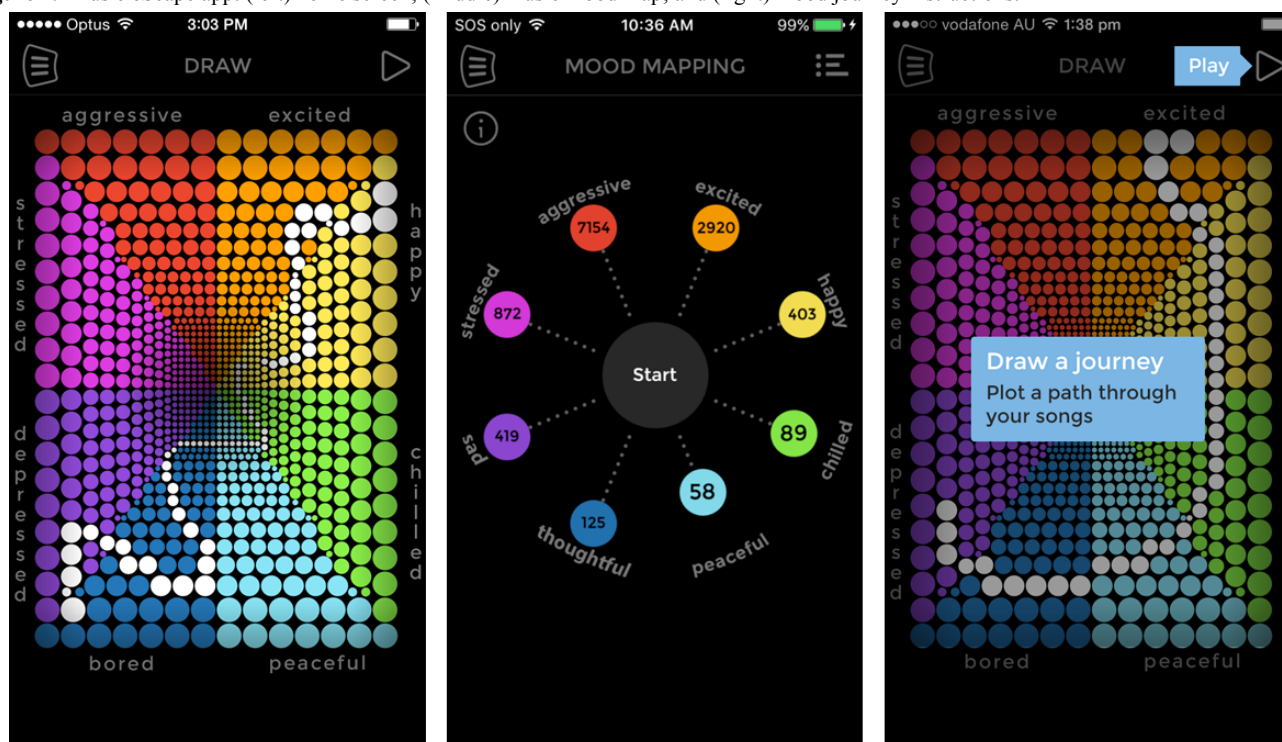 Optus 3:03 PM
DRAW
aggressive excited
stressed
happy
depressed
chilled
bored peaceful
SOS only 10:36 AM 99%
MOOD MAPPING
i
aggressive
excited
7154
2920
stressed
happy
872
403
Start
sad
419
89
chilled
58
125
thoughtful
peaceful
vodafone AU 1:38 pm
DRAW Play
aggressive excited
stressed
Draw a journey
Plot a path through
your songs
depressed
bored peaceful